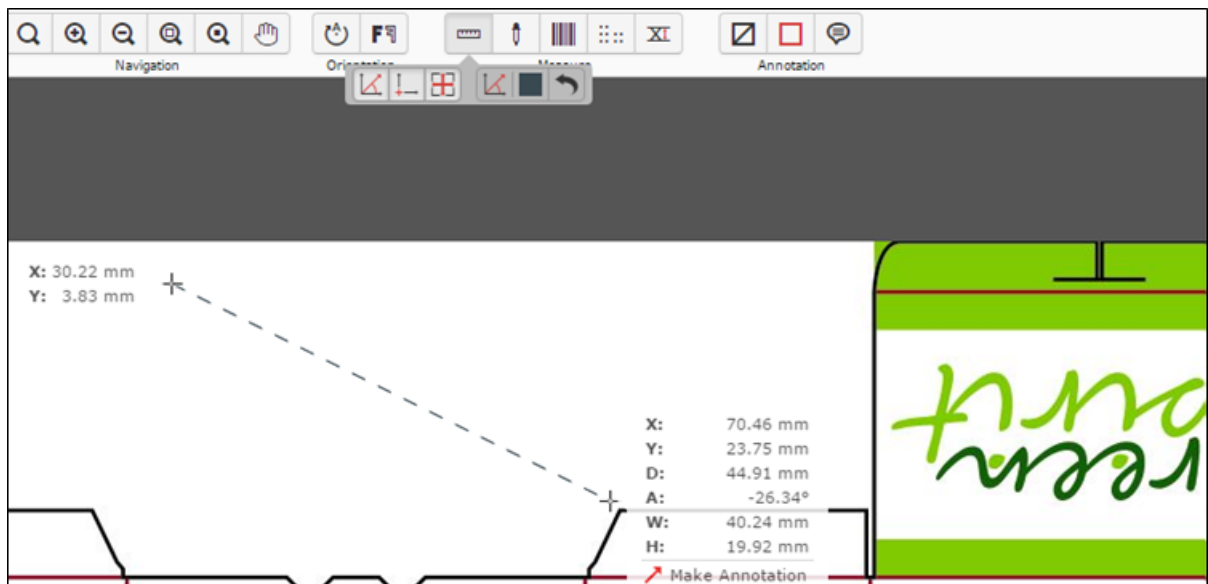 Navigation
Annotation
X: 30.22 mm
Y: 3.83 mm
X: 70.46 mm
Y: 23.75 mm
D: 44.91 mm
A: -26.34°
W: 40.24 mm
H: 19.92 mm
Make Annotation